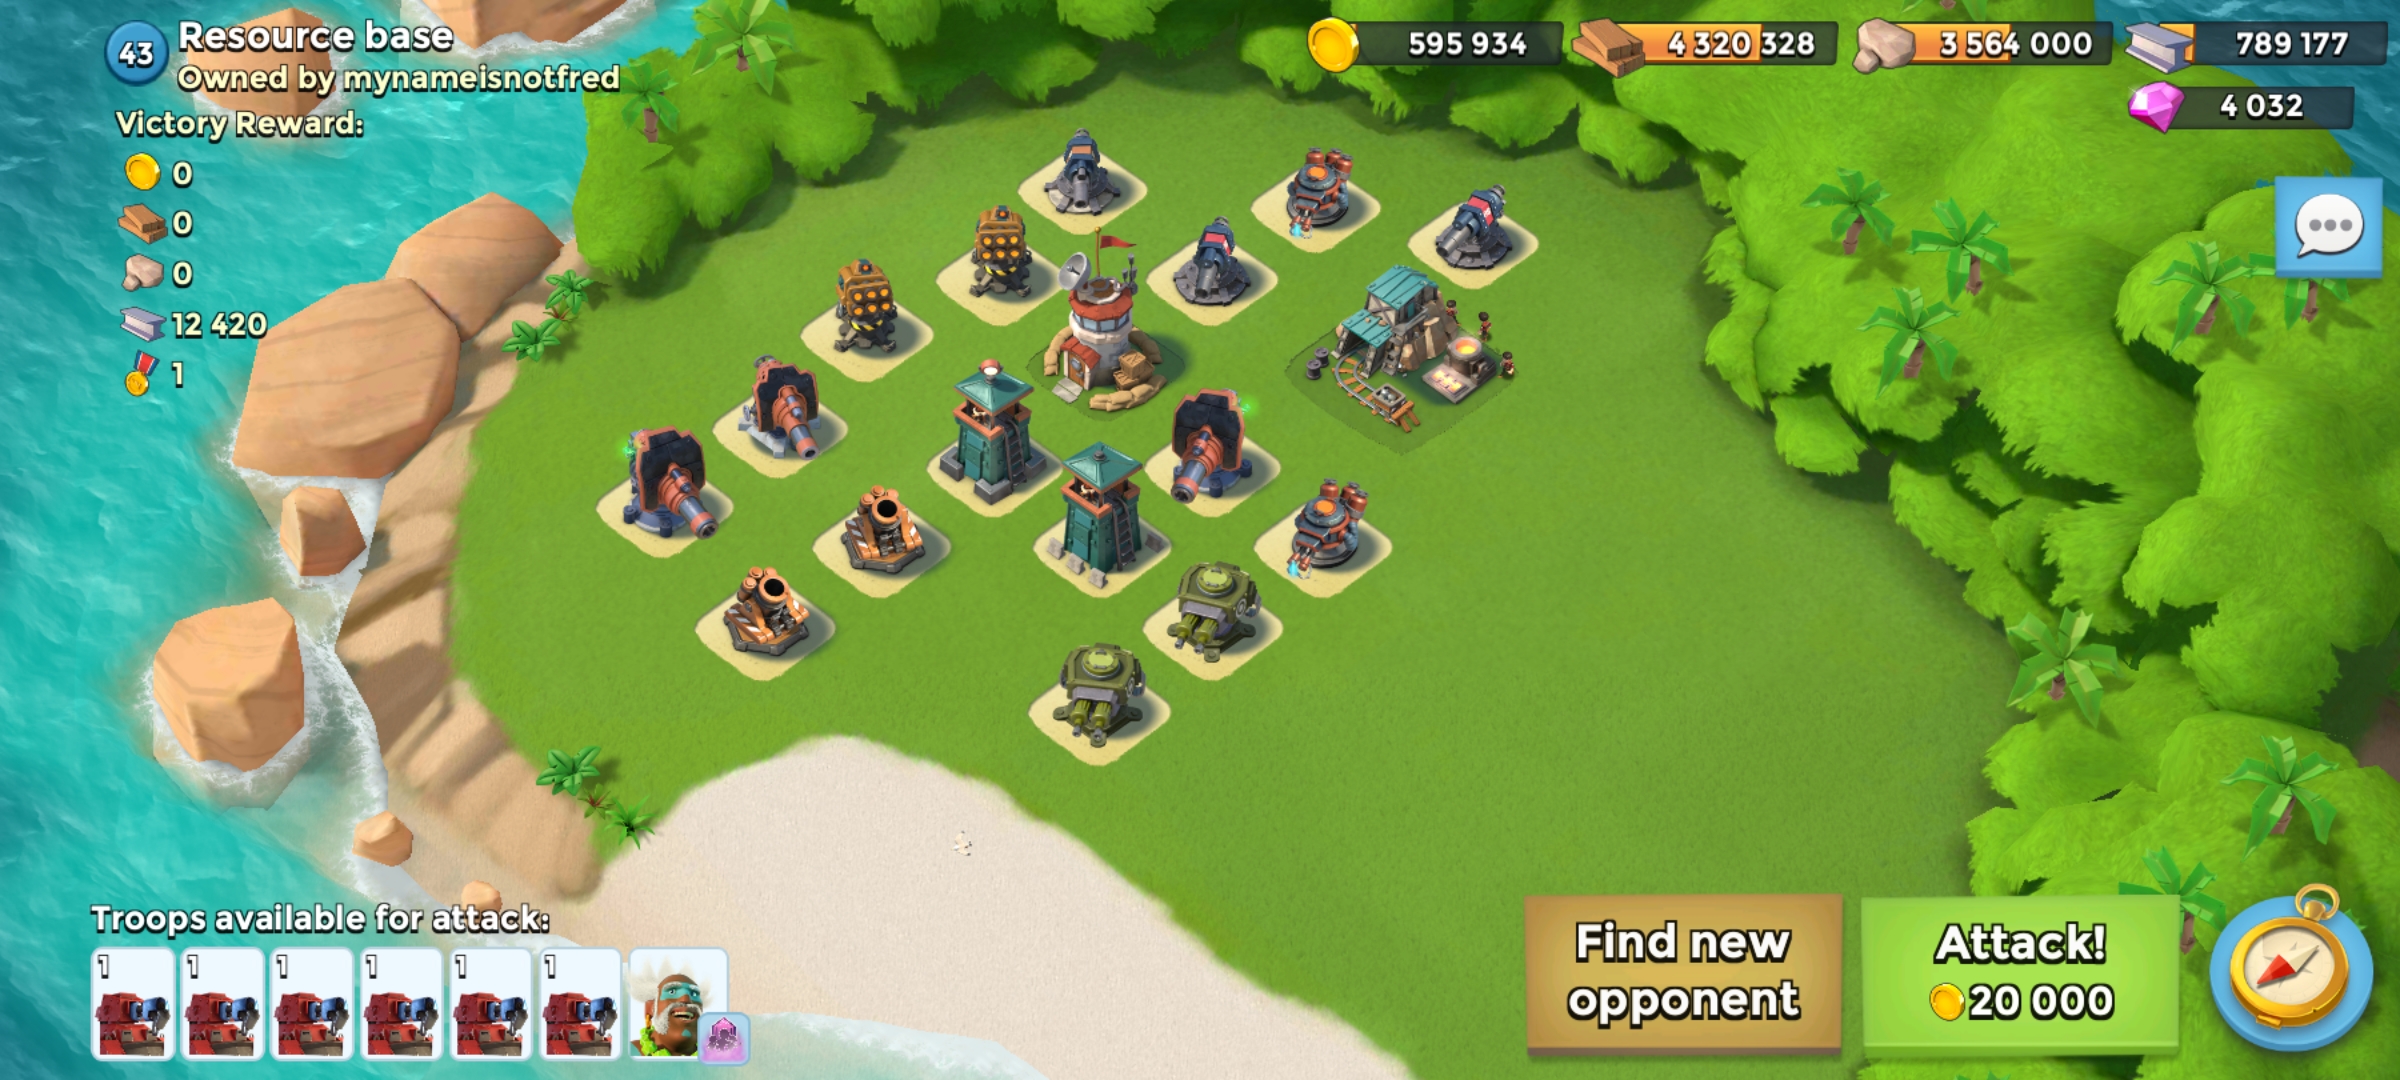 43
Resource base
Owned by mynameisnotfred
Victory Reward:
0
0
0
12 420
1
595 934
4 320 328
3 564 000
789 177
4 032
Troops available for attack:
1
1
1
1
1
1
Find new
opponent
Attack!
20 000